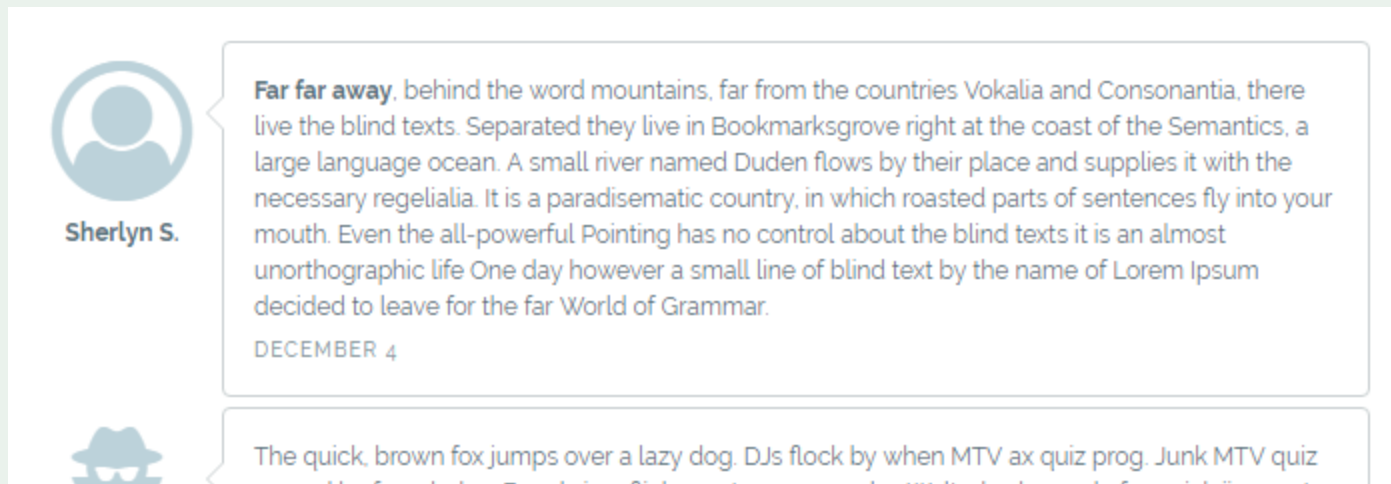 Far far away, behind the word mountains, far from the countries Vokalia and Consonantia, there
live the blind texts. Separated they live in Bookmarksgrove right at the coast of the Semantics, a
large language ocean. A small river named Duden flows by their place and supplies it with the
necessary regelialia. It is a paradisematic country, in which roasted parts of sentences fly into your
mouth. Even the all-powerful Pointing has no control about the blind texts it is an almost
unorthographic life One day however a small line of blind text by the name of Lorem Ipsum
decided to leave for the far World of Grammar.
DECEMBER 4
Sherlyn S.
The quick, brown fox jumps over a lazy dog. DJs flock by when MTV ax quiz prog. Junk MTV quiz